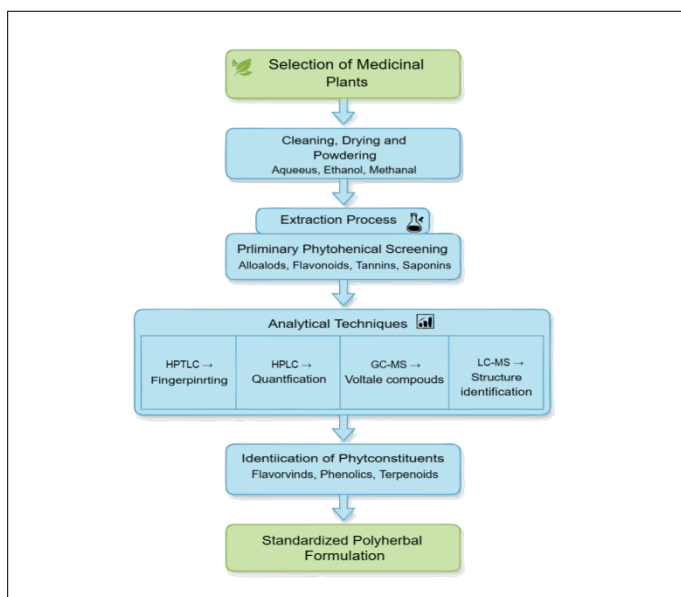 Selection of Medicinal
Plants
Cleaning, Drying and
Powdering
Aqueeus, Ethanol, Methanal
Extraction Process
Prliminary Phytohenical Screening
Alloalods, Flavonoids, Tannins, Saponins
Analytical Techniques
HPTLC →
Fingerpinrting
HPLC →
Quantfication
GC-MS →
Voltale compouds
LC-MS →
Structure
identification
Identiication of Phytconstituents
Flavorvinds, Phenolics, Terpenoids
Standardized Polyherbal
Formulation